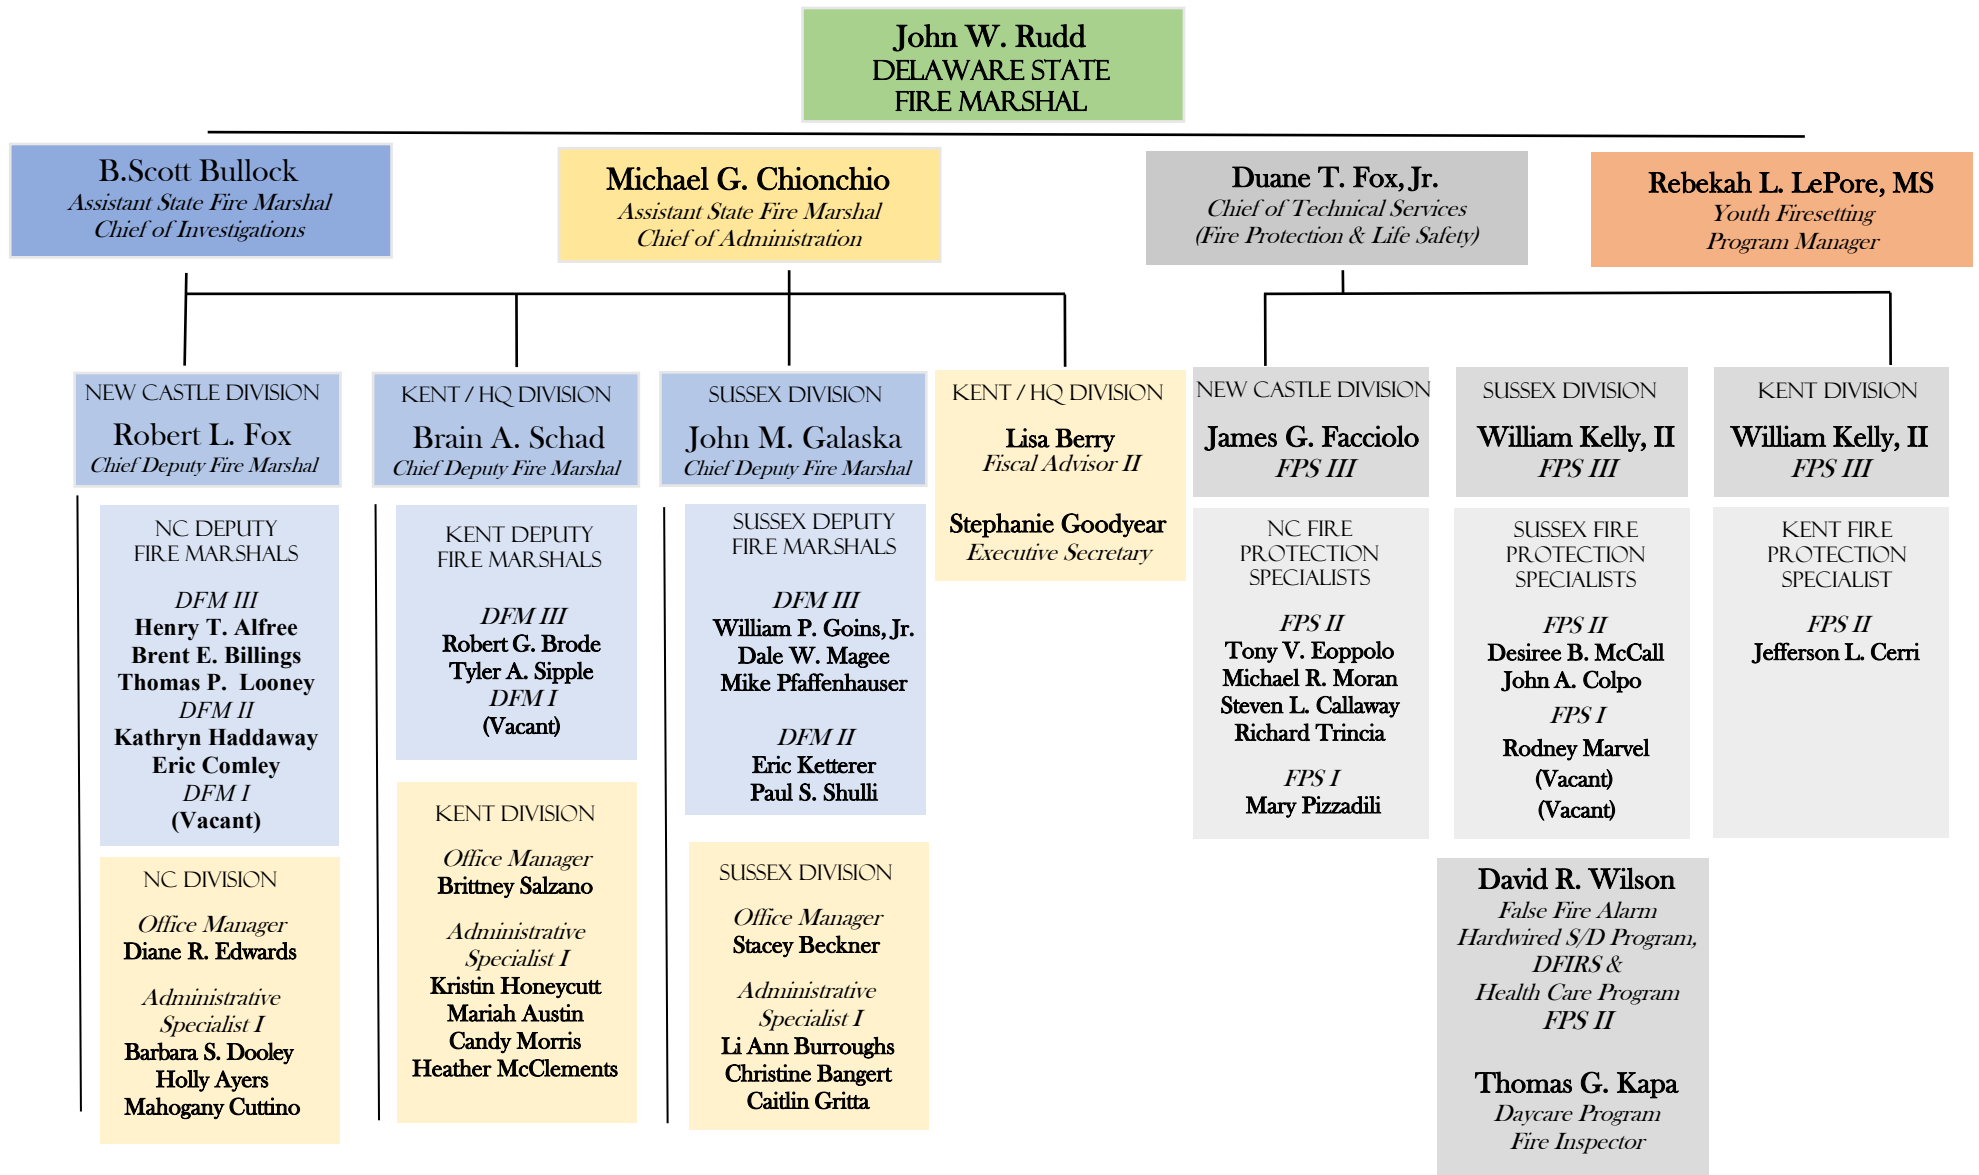 John W. Rudd
DELAWARE STATE
FIRE MARSHAL
B.Scott Bullock
Assistant State Fire Marshal
Chief of Investigations
Michael G. Chionchio
Assistant State Fire Marshal
Chief of Administration
Duane T. Fox, Jr.
Chief of Technical Services
(Fire Protection & Life Safety)
Rebekah L. LePore, MS
Youth Firesetting
Program Manager
NEW CASTLE DIVISION
Robert L. Fox
Chief Deputy Fire Marshal
NC DEPUTY
FIRE MARSHALS
DFM III
Henry T. Alfree
Brent E. Billings
Thomas P. Looney
DFM II
Kathryn Haddaway
Eric Comley
DFM I
(Vacant)
NC DIVISION
Office Manager
Diane R. Edwards
Administrative
Specialist I
Barbara S. Dooley
Holly Ayers
Mahogany Cuttino
KENT / HQ DIVISION
Brain A. Schad
Chief Deputy Fire Marshal
KENT DEPUTY
FIRE MARSHALS
DFM III
Robert G. Brode
Tyler A. Sipple
DFM I
(Vacant)
KENT DIVISION
Office Manager
Brittney Salzano
Administrative
Specialist I
Kristin Honeycutt
Mariah Austin
Candy Morris
Heather McClements
SUSSEX DIVISION
John M. Galaska
Chief Deputy Fire Marshal
SUSSEX DEPUTY
FIRE MARSHALS
DFM III
William P. Goins, Jr.
Dale W. Magee
Mike Pfaffenhauser
DFM II
Eric Ketterer
Paul S. Shulli
SUSSEX DIVISION
Office Manager
Stacey Beckner
Administrative
Specialist I
Li Ann Burroughs
Christine Bangert
Caitlin Gritta
KENT / HQ DIVISION
Lisa Berry
Fiscal Advisor II
Stephanie Goodyear
Executive Secretary
NEW CASTLE DIVISION
James G. Facciolo
FPS III
NC FIRE
PROTECTION
SPECIALISTS
FPS II
Tony V. Eoppolo
Michael R. Moran
Steven L. Callaway
Richard Trincia
FPS I
Mary Pizzadili
SUSSEX DIVISION
William Kelly, II
FPS III
SUSSEX FIRE
PROTECTION
SPECIALISTS
FPS II
Desiree B. McCall
John A. Colpo
FPS I
Rodney Marvel
(Vacant)
(Vacant)
KENT DIVISION
William Kelly, II
FPS III
KENT FIRE
PROTECTION
SPECIALIST
FPS II
Jefferson L. Cerri
David R. Wilson
False Fire Alarm
Hardwired S/D Program,
DFIRS &
Health Care Program
FPS II
Thomas G. Kapa
Daycare Program
Fire Inspector